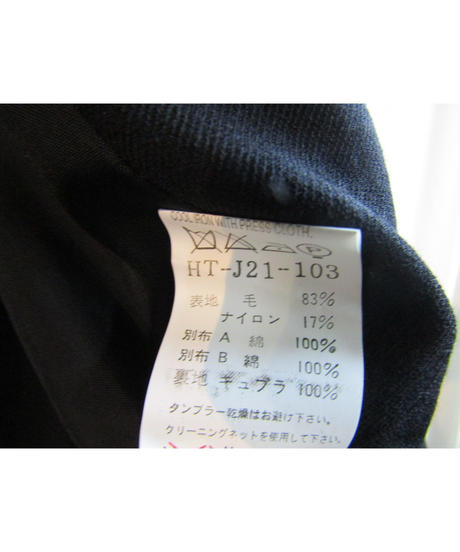 COOL IRON WITH PRESS CLOTH.
P
HT-J21-103
表地 毛 83%
ナイロン 17%
別布A 綿 100%
別布B 綿 100%
裏地 キュプラ 100%
タンブラー乾燥はお避け下さい。
クリーニングネットを使用して下さい。